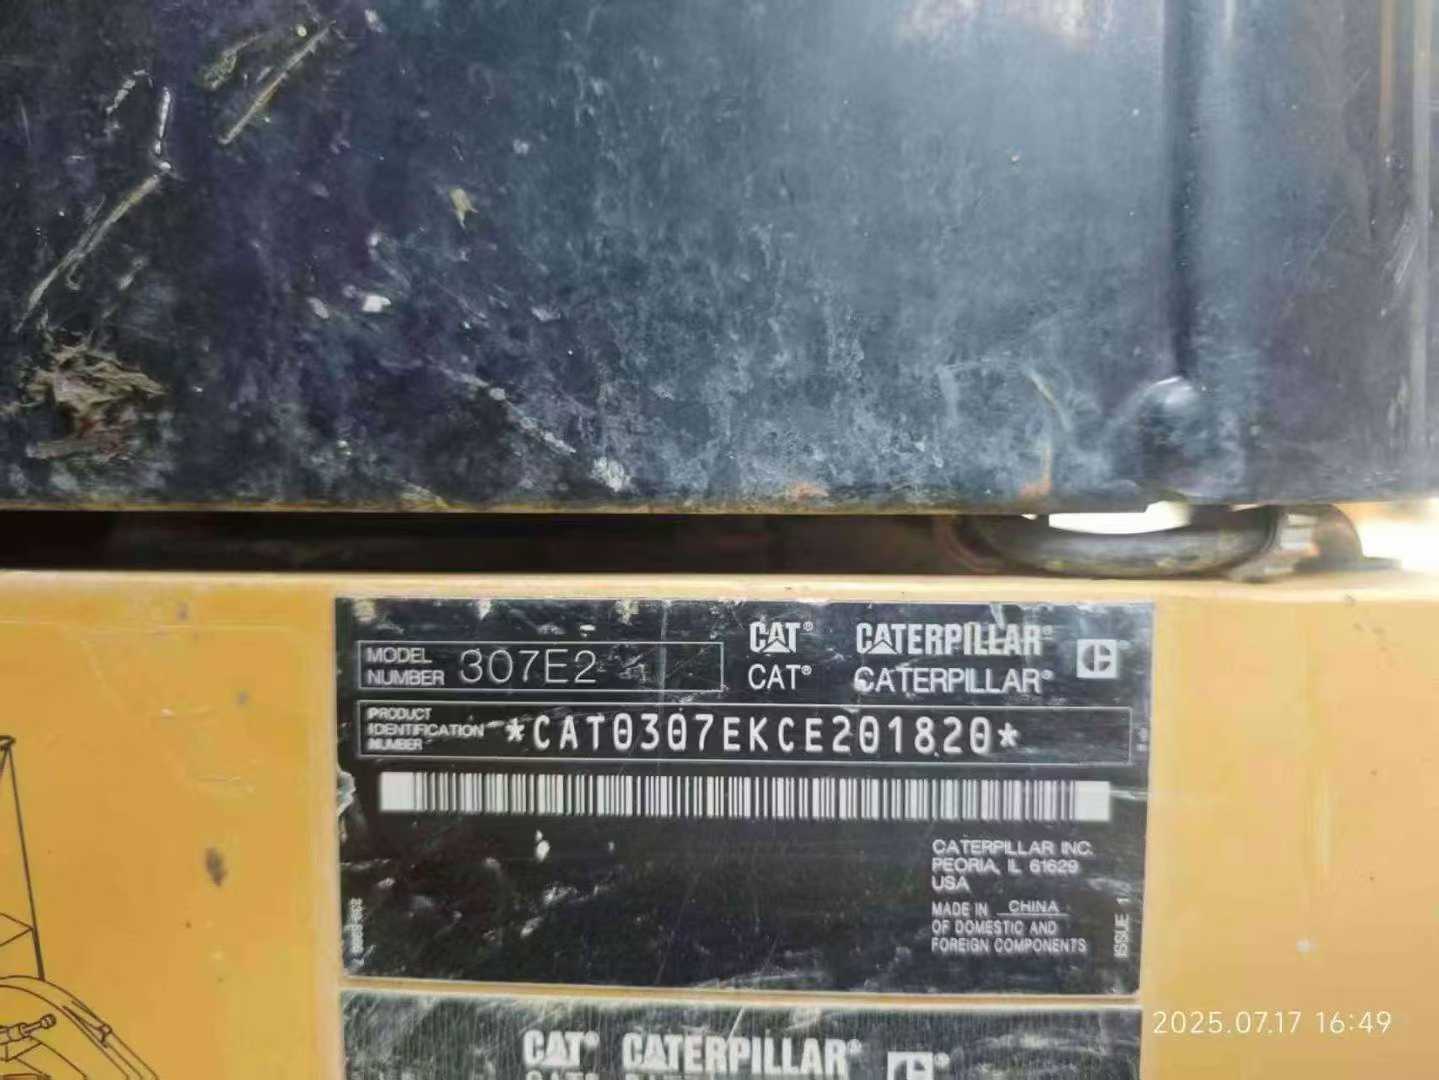 CAT® CATERPILLAR®
MODEL NUMBER 307E2
CAT® CATERPILLAR®
PRODUCT IDENTIFICATION NUMBER *CAT0307EKCE201820*
CATERPILLAR INC.
PEORIA, IL 61629
USA
MADE IN CHINA
OF DOMESTIC AND
FOREIGN COMPONENTS
ISSUE
CAT® CATERPILLAR®
2025.07.17 16:49